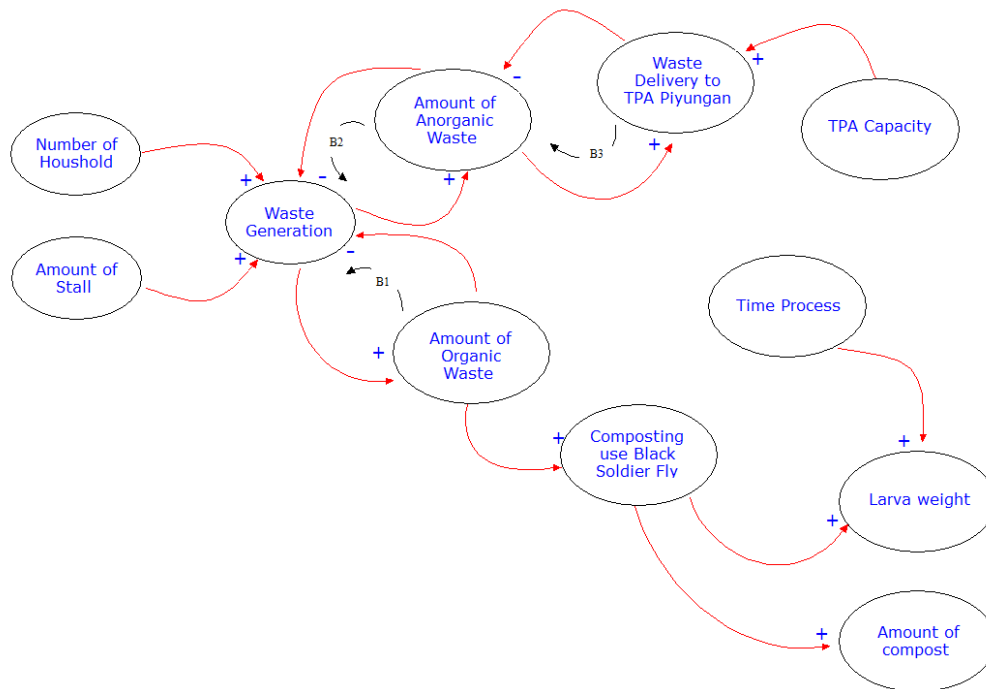 Waste
Delivery to
TPA Piyungan
+
-
Amount of
Anorganic
Waste
TPA Capacity
Number of
Houshold
B2
B3
+
+
-
+
Waste
Generation
+
-
Amount of
Stall
B1
Time Process
Amount of
Organic
Waste
+
Composting
use Black
Soldier Fly
+
+
Larva weight
+
Amount of
compost
+